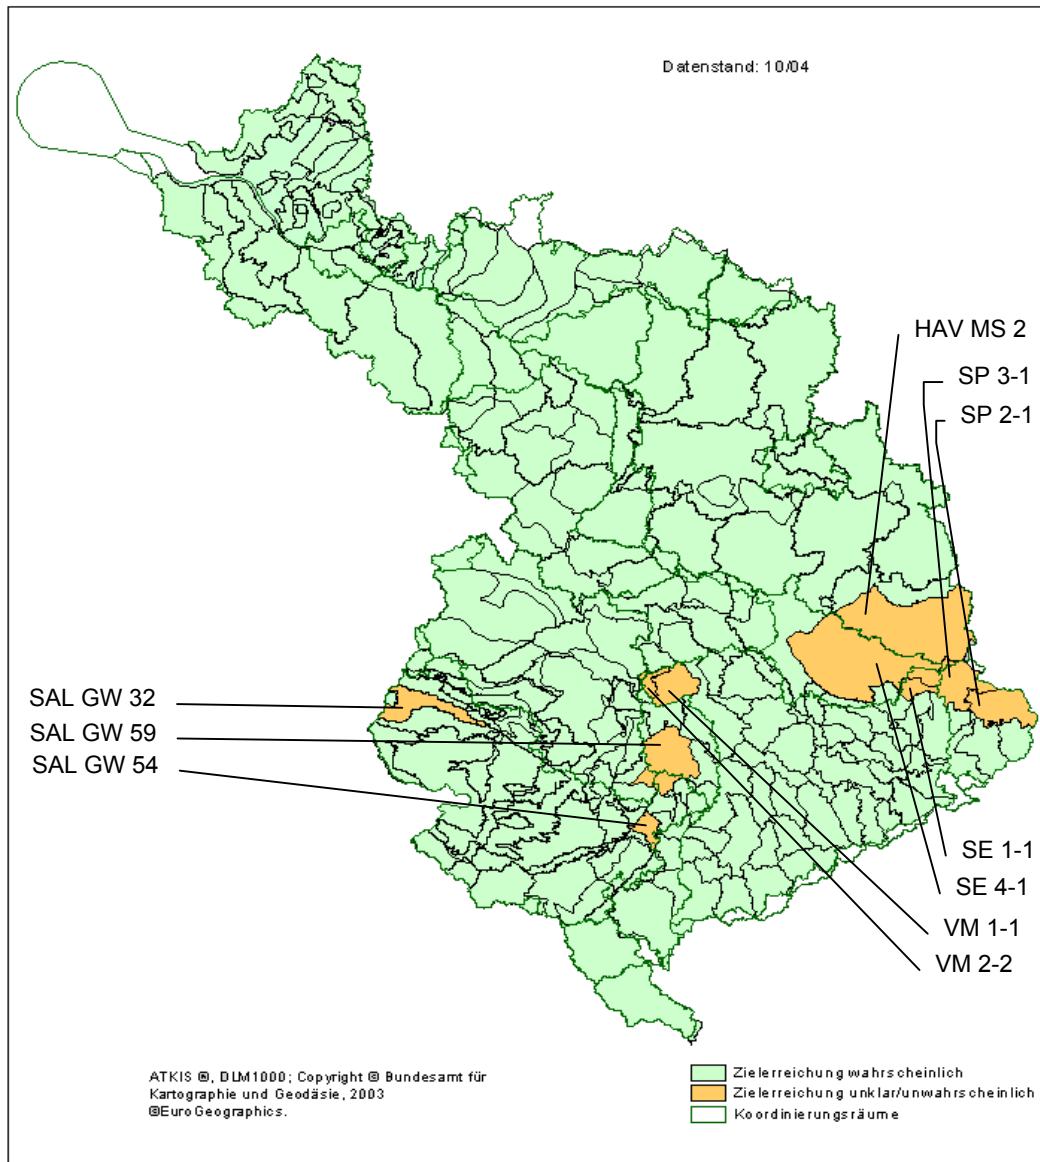 Datenstand: 10/04
HAV MS 2
SP 3-1
SP 2-1
SAL GW 32
SAL GW 59
SAL GW 54
SE 1-1
SE 4-1
VM 1-1
VM 2-2
ATKIS ®, DLM1000; Copyright © Bundesamt für
Kartographie und Geodäsie, 2003
©EuroGeographics.
Zielerreichung wahrscheinlich
Zielerreichung unklar/unwahrscheinlich
Koordinierungsräume